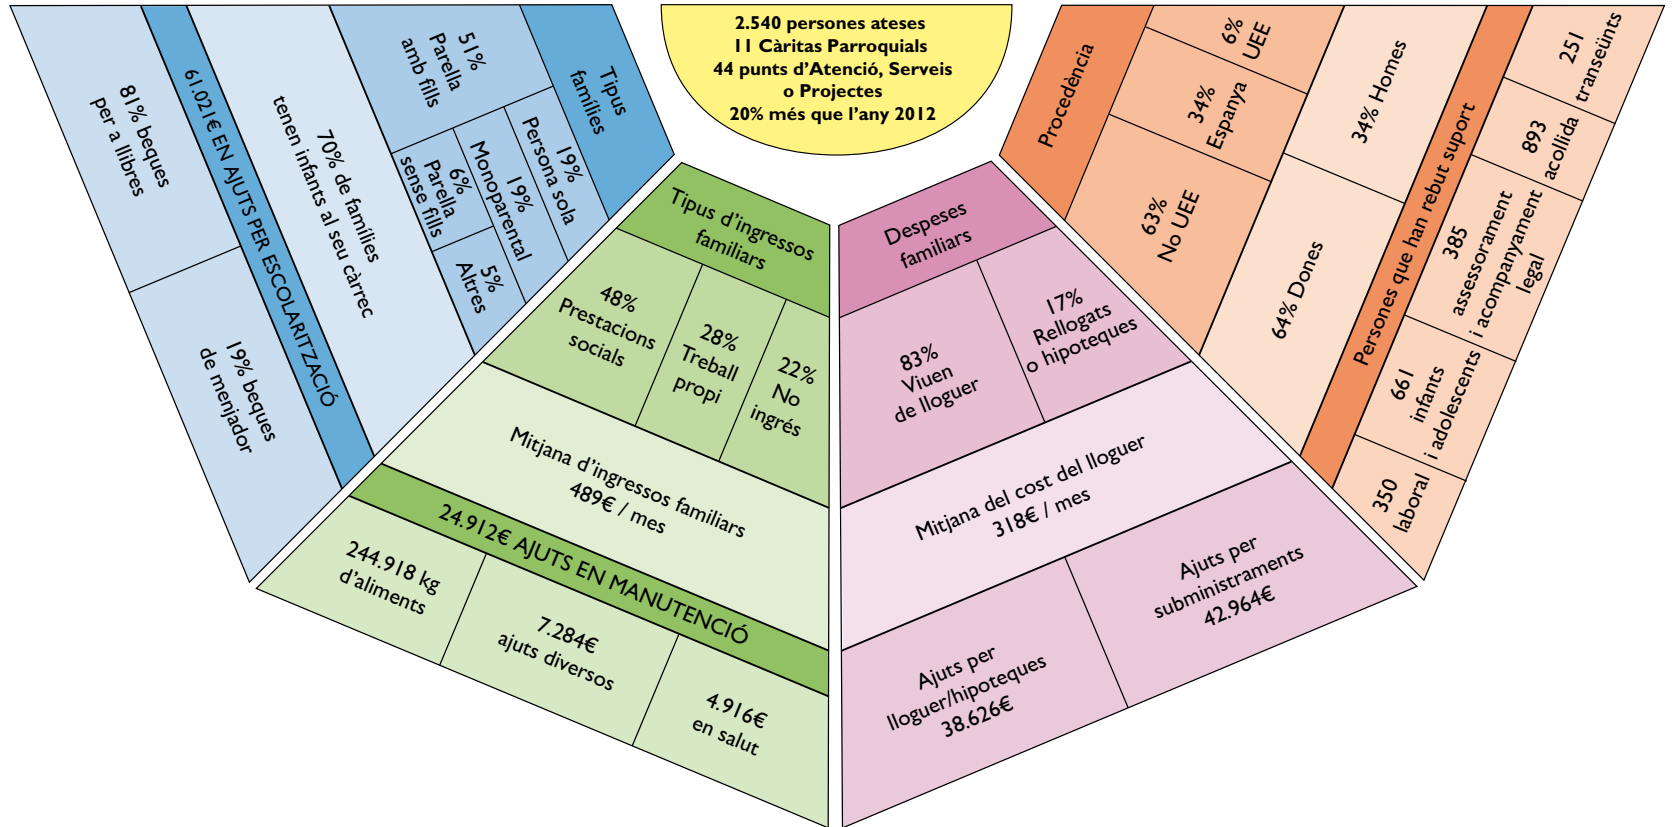 2.540 persones ateses
11 Càritas Parroquials
44 punts d'Atenció, Serveis
o Projectes
20% més que l'any 2012
Tipus
famílies
51%
Parella
amb fills
19%
Persona sola
19%
Monoparental
6%
Parella
sense fills
5%
Altres
70% de famílies
tenen infants al seu càrrec
61.021€ EN AJUTS PER ESCOLARITZACIÓ
81% beques
per a llibres
19% beques
de menjador
Tipus d'ingressos
familiars
48%
Prestacions
socials
28%
Treball
propi
22%
No
ingrés
Mitjana d'ingressos familiars
489€ / mes
24.912€ AJUTS EN MANUTENCIÓ
244.918 kg
d'aliments
7.284€
ajuts diversos
4.916€
en salut
Despeses
familiars
83%
Viuen
de lloguer
17%
Rellogats
o hipoteques
Mitjana del cost del lloguer
318€ / mes
Ajuts per
lloguer/hipoteques
38.626€
Ajuts per
subministraments
42.964€
Procedència
6%
UEE
34%
Espanya
63%
No UEE
34% Homes
64% Dones
Persones que han rebut suport
251
transeünts
893
acollida
385
assessorament
i acompanyament
legal
661
infants
i adolescents
350
laboral